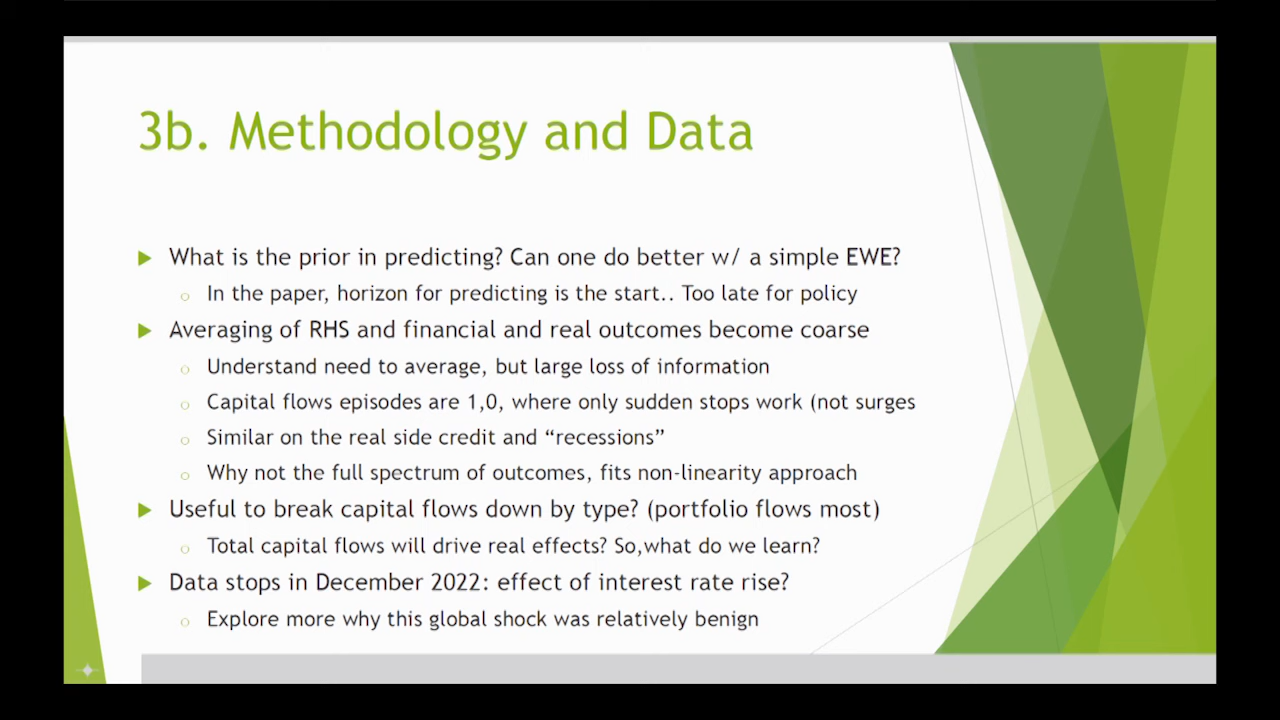 3b. Methodology and Data
What is the prior in predicting? Can one do better w/ a simple EWE?
In the paper, horizon for predicting is the start.. Too late for policy
Averaging of RHS and financial and real outcomes become coarse
Understand need to average, but large loss of information
Capital flows episodes are 1,0, where only sudden stops work (not surges
Similar on the real side credit and “recessions”
Why not the full spectrum of outcomes, fits non-linearity approach
Useful to break capital flows down by type? (portfolio flows most)
Total capital flows will drive real effects? So,what do we learn?
Data stops in December 2022: effect of interest rate rise?
Explore more why this global shock was relatively benign